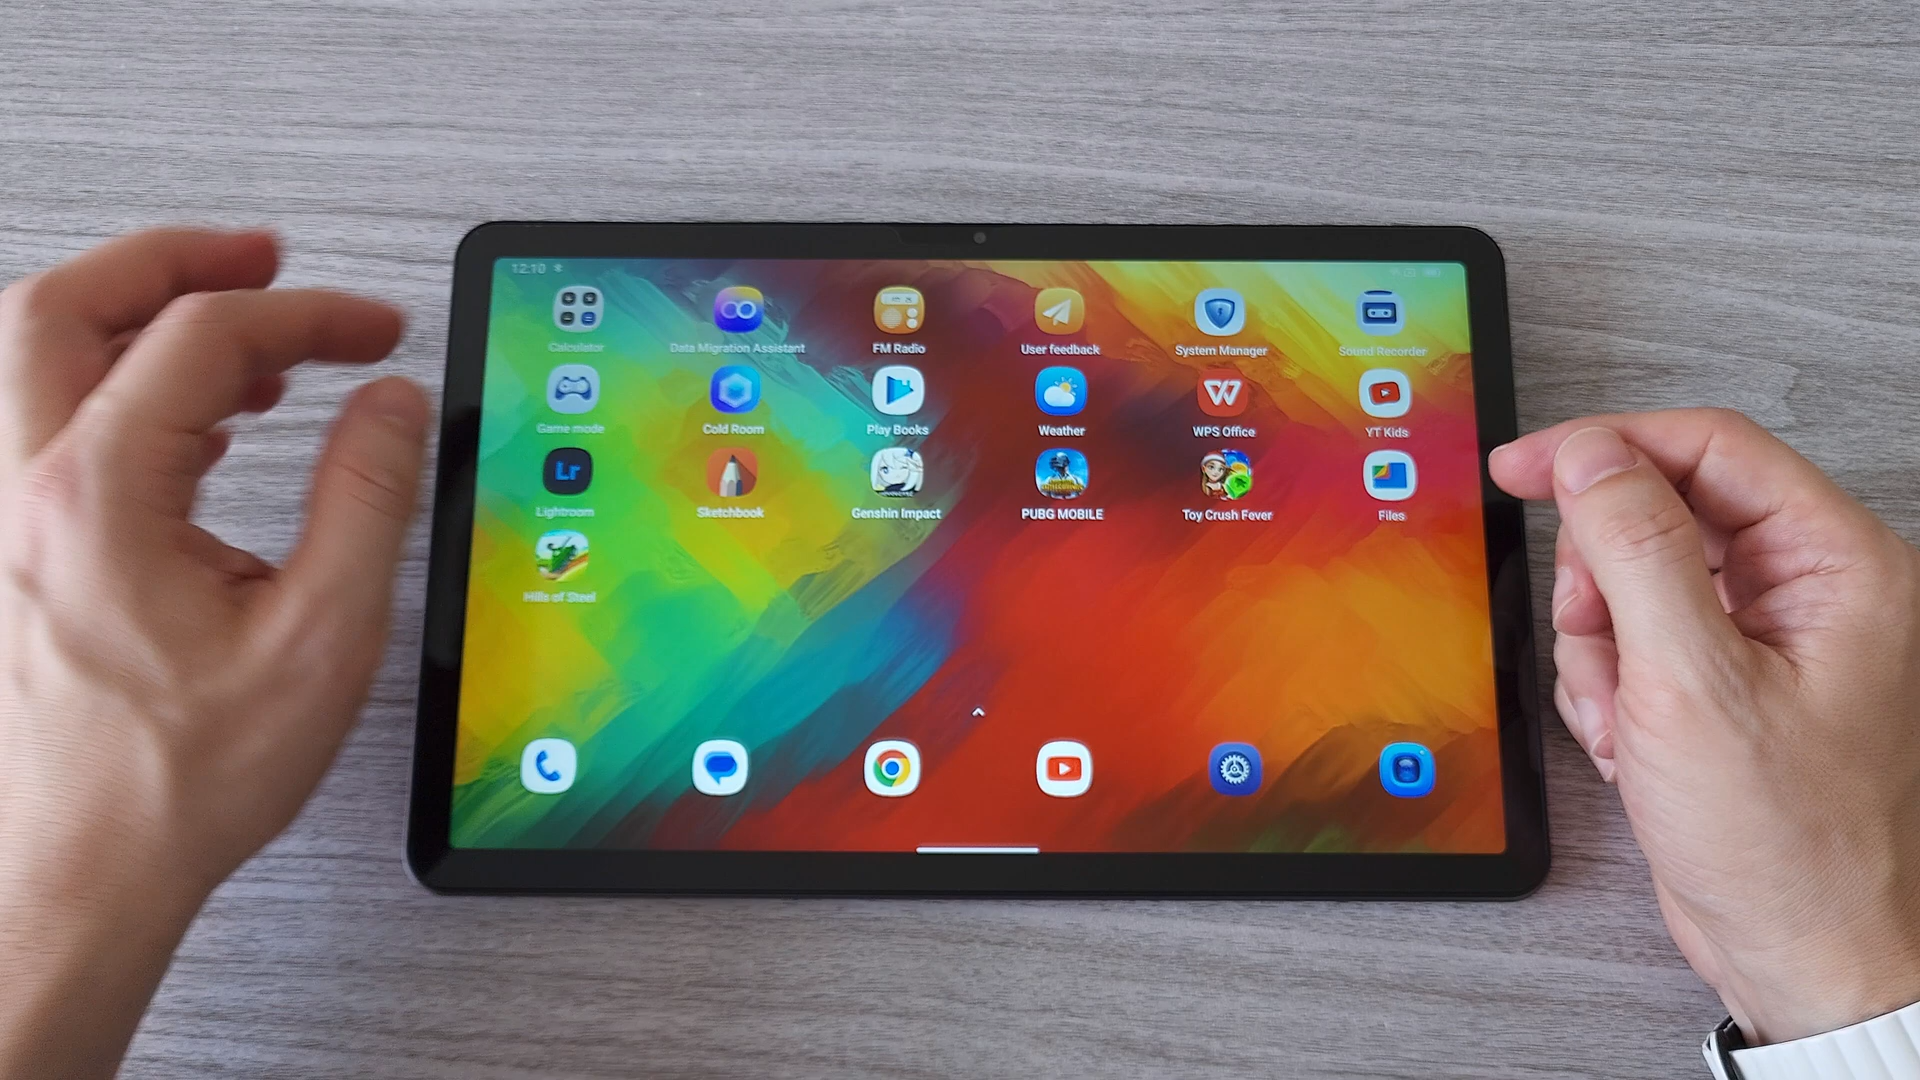 12:10
Calculator
Data Migration Assistant
FM Radio
User feedback
System Manager
Sound Recorder
Game mode
Cold Room
Play Books
Weather
WPS Office
YT Kids
Lr
Lightroom
Sketchbook
Genshin Impact
PUBG MOBILE
Toy Crush Fever
Files
Hills of Steel